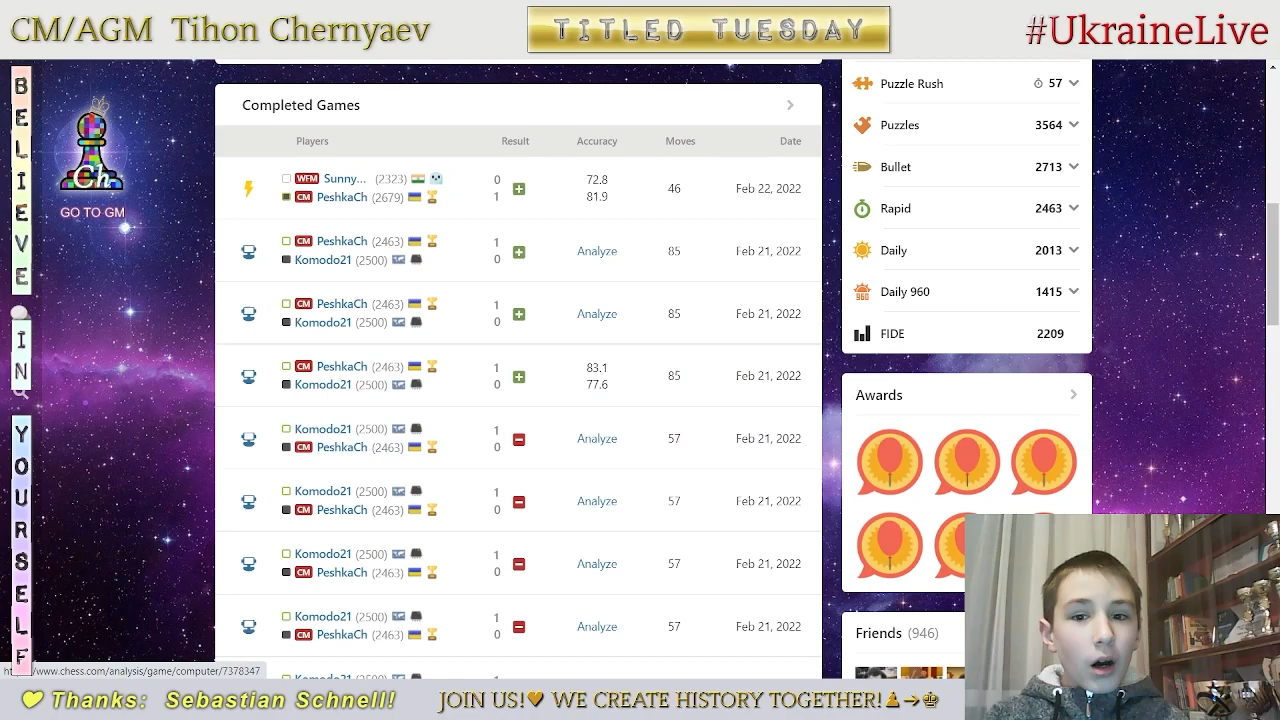 CM/AGM Tihon Chernyaev
TITLED TUESDAY
#UkraineLive
BELIEVE
IN
YOURSELF
Ch
GO TO GM
Completed Games
Players Result Accuracy Moves Date
WFM Sunny... (2323) 0 72.8
CM PeshkaCh (2679) 1 81.9 46 Feb 22, 2022
CM PeshkaCh (2463) 1
Komodo21 (2500) 0 Analyze 85 Feb 21, 2022
CM PeshkaCh (2463) 1
Komodo21 (2500) 0 Analyze 85 Feb 21, 2022
CM PeshkaCh (2463) 1 83.1
Komodo21 (2500) 0 77.6 85 Feb 21, 2022
Komodo21 (2500) 1
CM PeshkaCh (2463) 0 Analyze 57 Feb 21, 2022
Komodo21 (2500) 1
CM PeshkaCh (2463) 0 Analyze 57 Feb 21, 2022
Komodo21 (2500) 1
CM PeshkaCh (2463) 0 Analyze 57 Feb 21, 2022
Komodo21 (2500) 1
CM PeshkaCh (2463) 0 Analyze 57 Feb 21, 2022
Puzzle Rush 57
Puzzles 3564
Bullet 2713
Rapid 2463
Daily 2013
960 Daily 960 1415
FIDE 2209
Awards
Friends (946)
https://www.chess.com/analysis/game/computer/7378347
Thanks: Sebastian Schnelll
JOIN US! WE CREATE HISTORY TOGETHER!